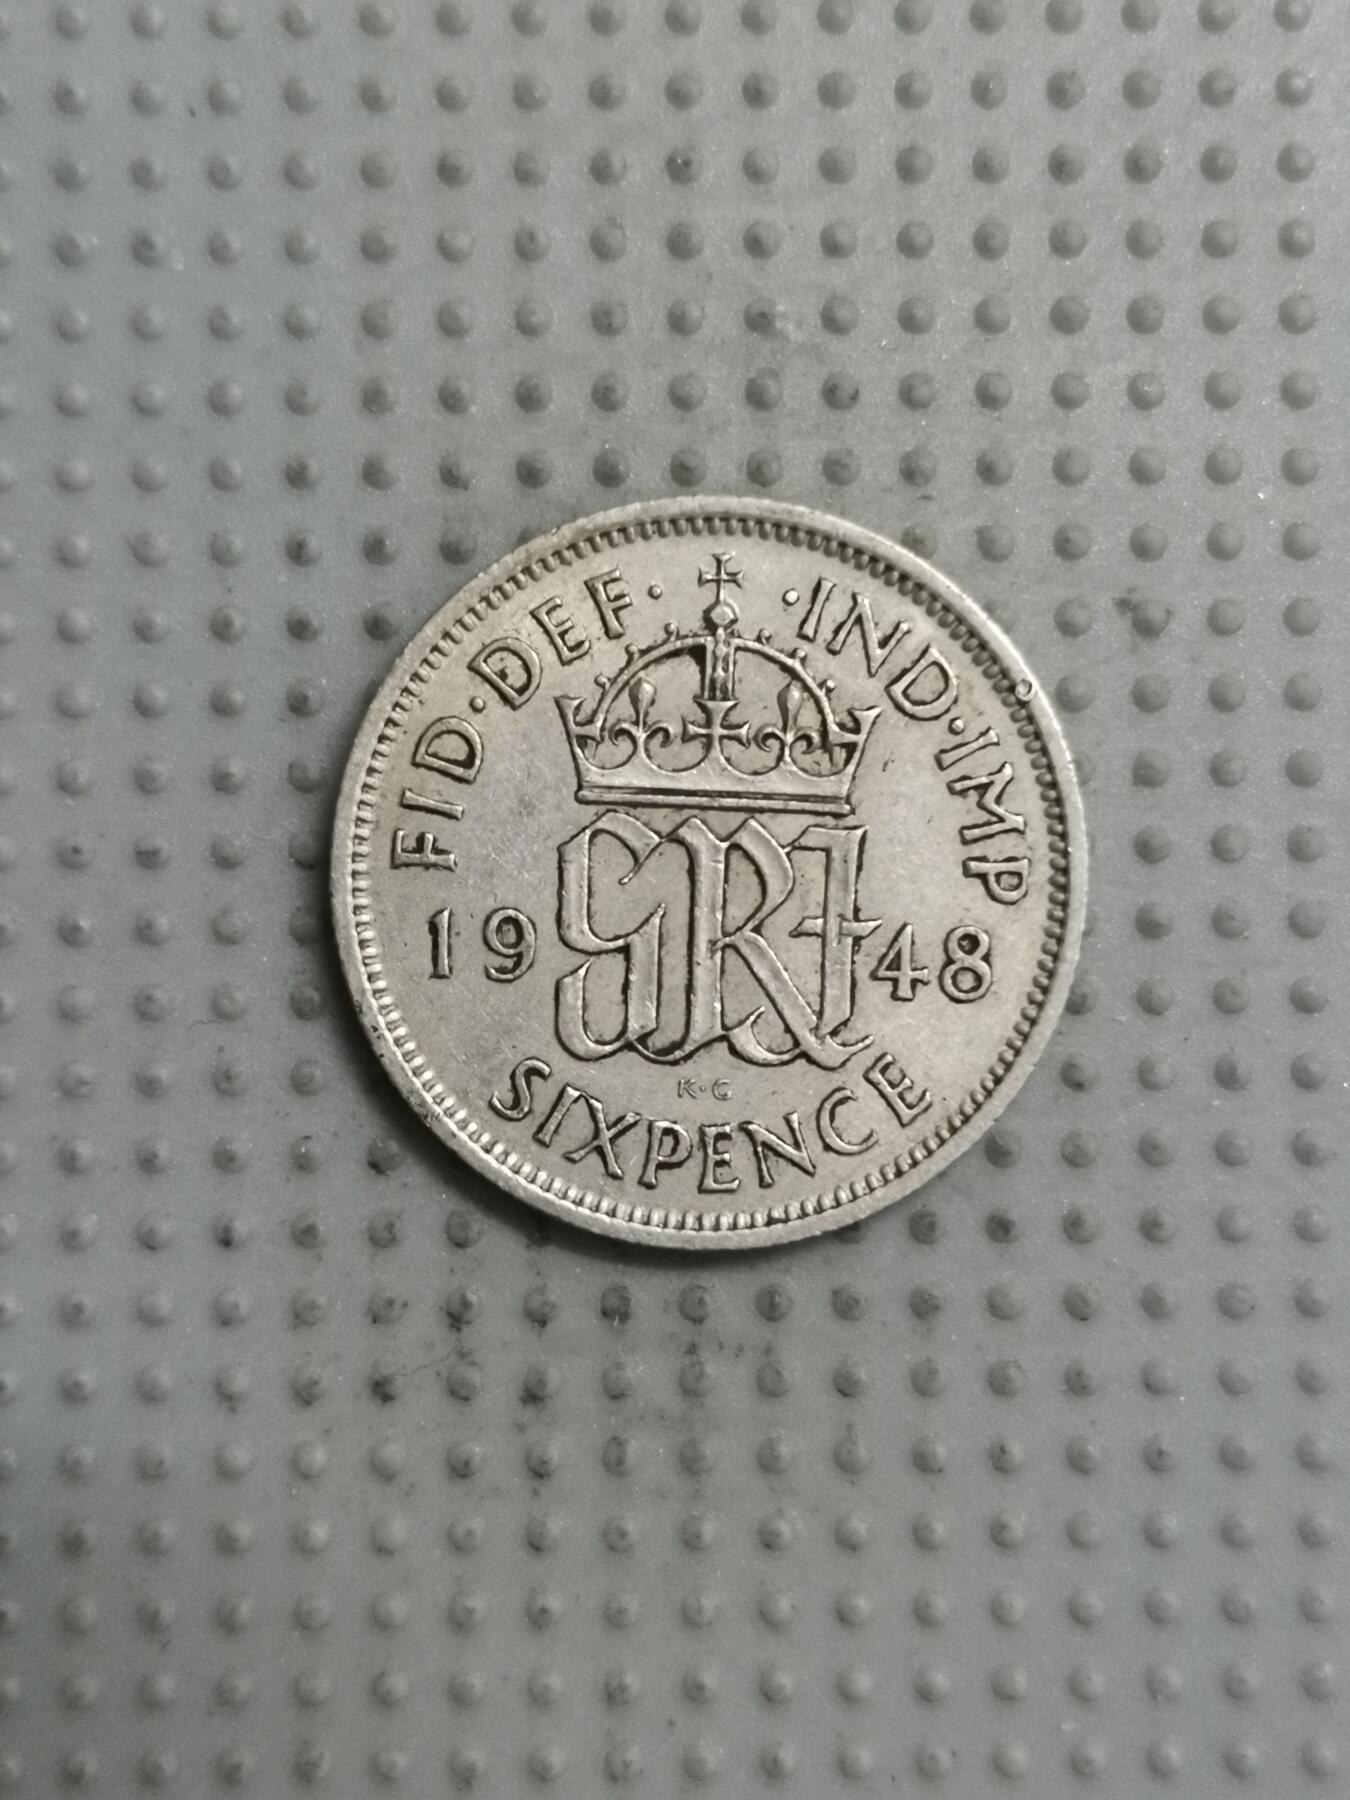 FID·DEF· ·IND·IMP
19 GRI 48
K·G
SIXPENCE